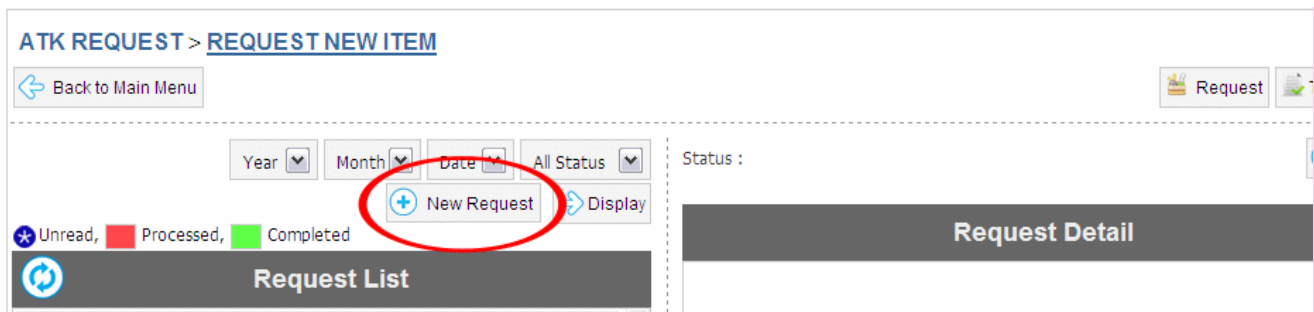 ATK REQUEST > REQUEST NEW ITEM
Back to Main Menu
Request
Year Month Date All Status
Status :
New Request Display
Unread, Processed, Completed
Request List
Request Detail